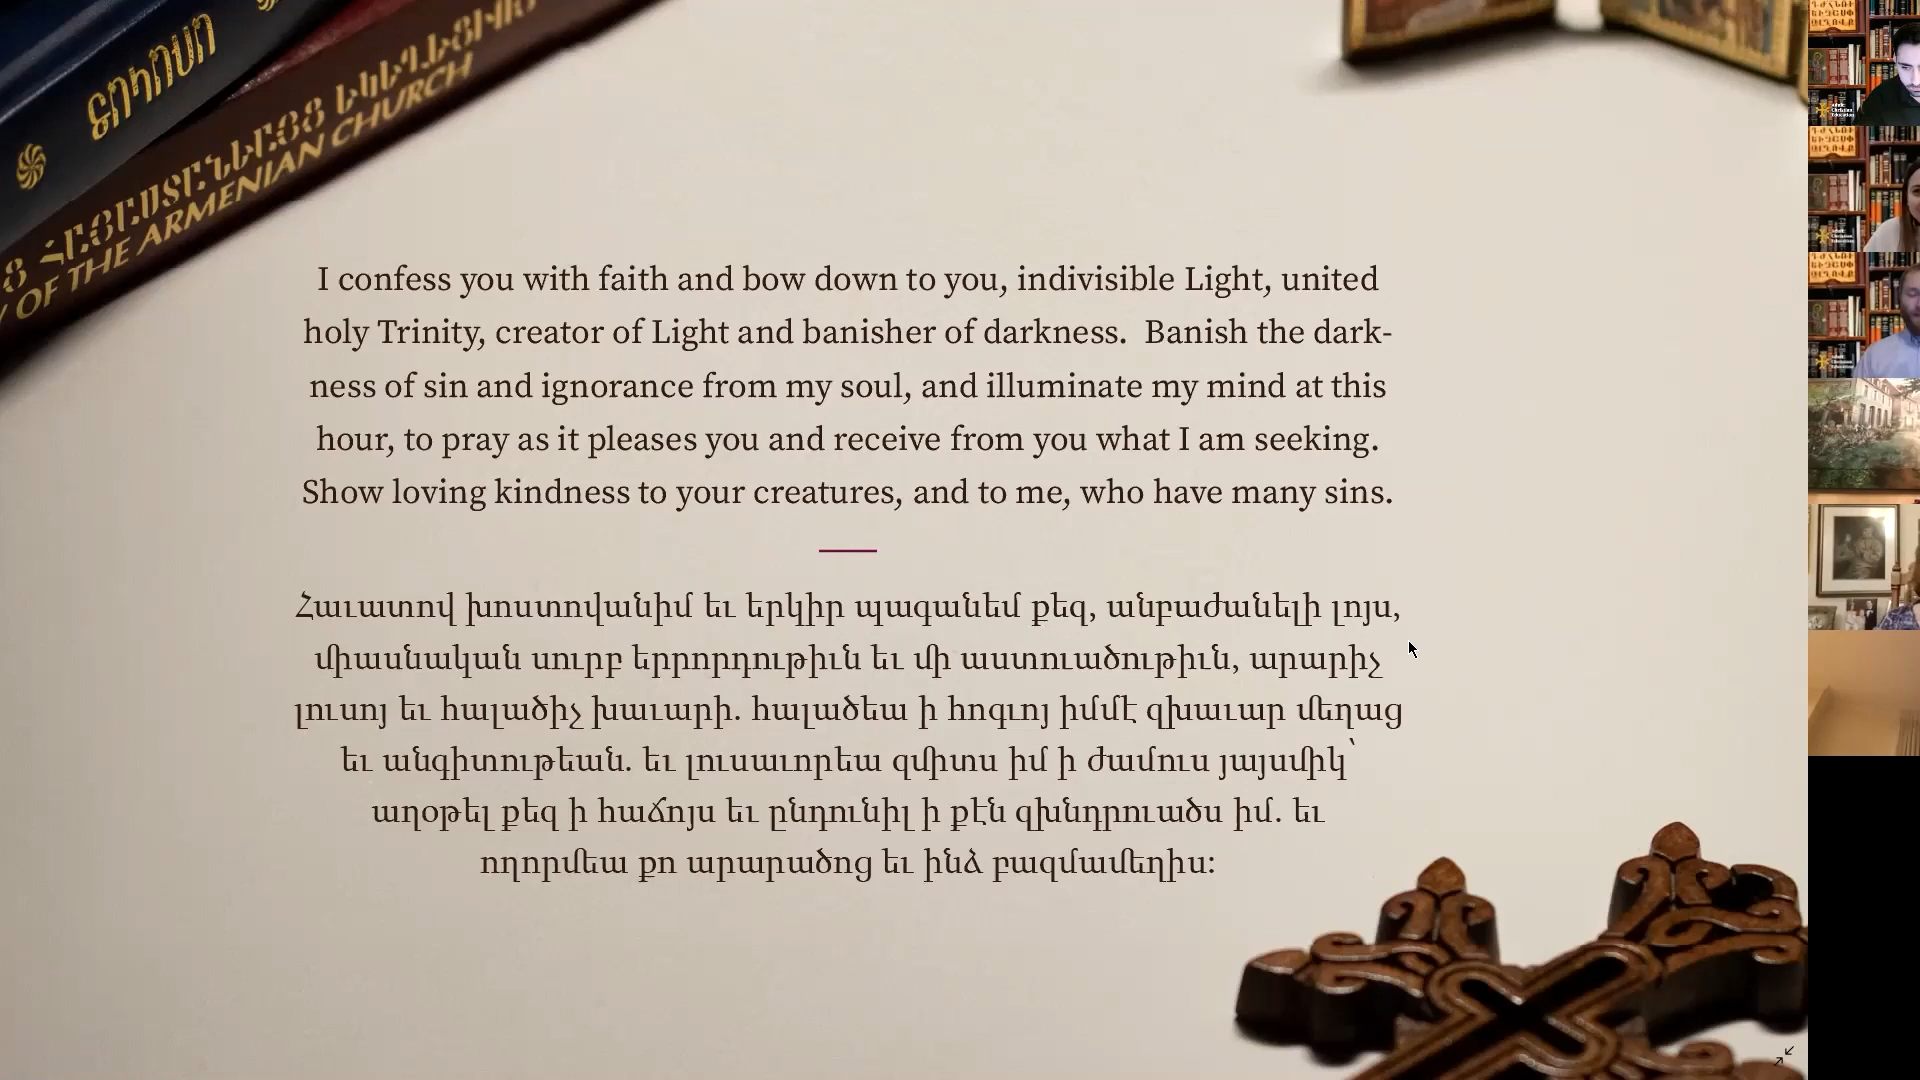 ՇՈՂԻՈՍՈ
OF THE ARMENIAN CHURCH
I confess you with faith and bow down to you, indivisible Light, united
holy Trinity, creator of Light and banisher of darkness.  Banish the dark-
ness of sin and ignorance from my soul, and illuminate my mind at this
hour, to pray as it pleases you and receive from you what I am seeking.
Show loving kindness to your creatures, and to me, who have many sins.
Հաւատով խոստովանիմ եւ երկիր պագանեմ քեզ, անբաժանելի լոյս,
միասնական սուրբ երրորդութիւն եւ մի աստուածութիւն, արարիչ
լուսոյ եւ հալածիչ խաւարի. հալածեա ի հոգւոյ իմմէ զխաւար մեղաց
եւ անգիտութեան. եւ լուսաւորեա զմիտս իմ ի ժամուս յայսմիկ՝
աղօթել քեզ ի հաճոյս եւ ընդունիլ ի քէն զխնդրուածս իմ. եւ
ողորմեա քո արարածոց եւ ինձ բազմամեղիս: